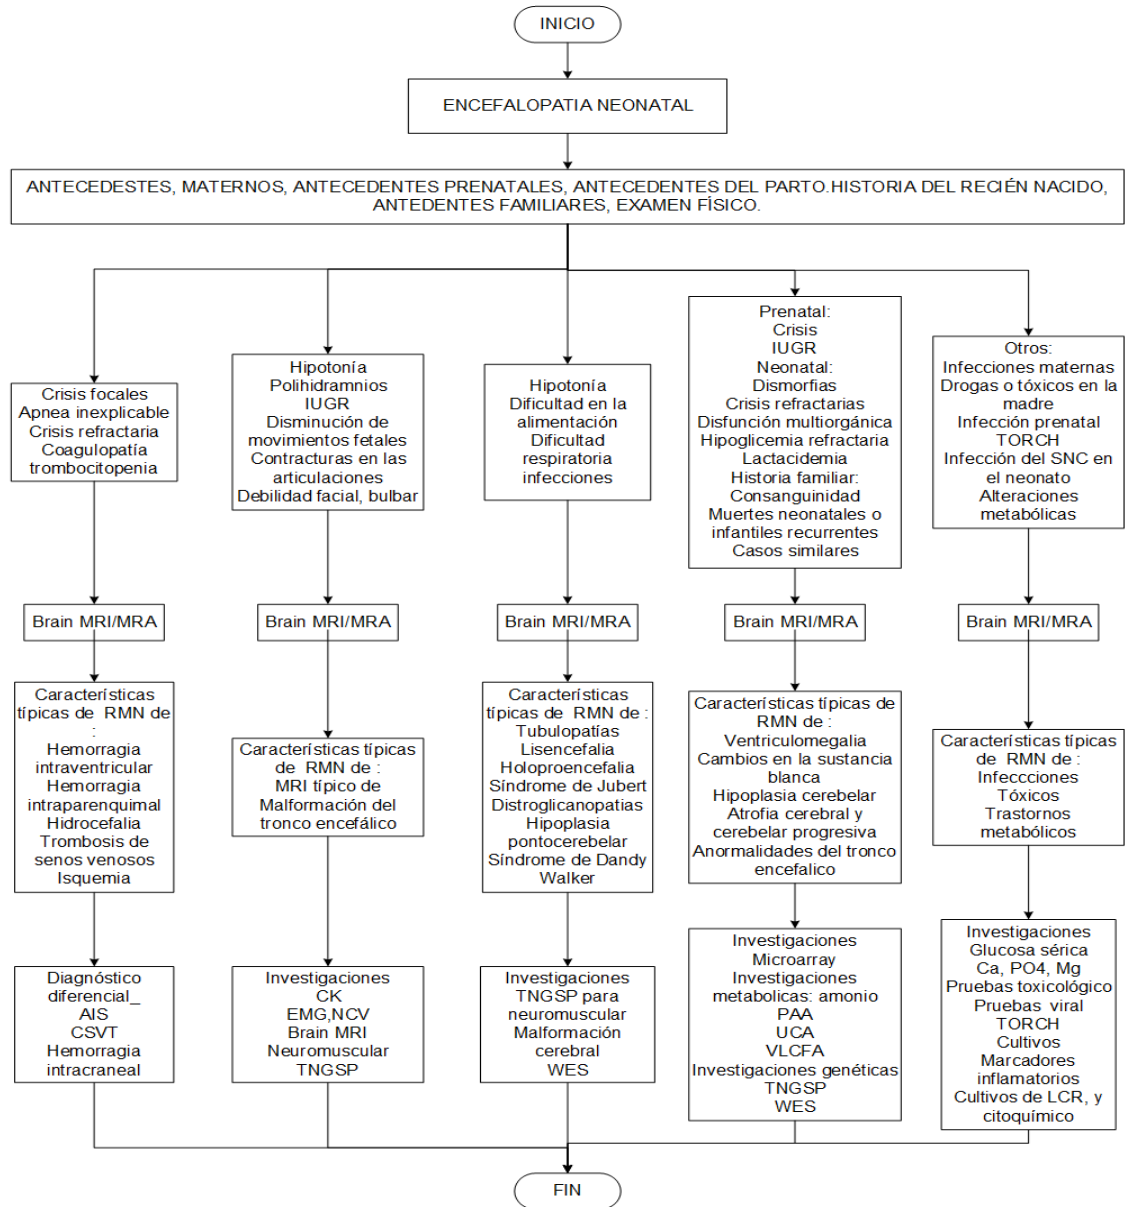 INICIO
ENCEFALOPATIA NEONATAL
ANTECEDESTES, MATERNOS, ANTECEDENTES PRENATALES, ANTECEDENTES DEL PARTO.HISTORIA DEL RECIÉN NACIDO,
ANTEDENTES FAMILIARES, EXAMEN FÍSICO.
Crisis focales
Apnea inexplicable
Crisis refractaria
Coagulopatía
trombocitopenia
Hipotonía
Polihidramnios
IUGR
Disminución de
movimientos fetales
Contracturas en las
articulaciones
Debilidad facial, bulbar
Hipotonía
Dificultad en la
alimentación
Dificultad
respiratoria
infecciones
Prenatal:
Crisis
IUGR
Neonatal:
Dismorfias
Crisis refractarias
Disfunción multiorgánica
Hipoglicemia refractaria
Lactacidemia
Historia familiar:
Consanguinidad
Muertes neonatales o
infantiles recurrentes
Casos similares
Otros:
Infecciones maternas
Drogas o tóxicos en la
madre
Infección prenatal
TORCH
Infección del SNC en
el neonato
Alteraciones
metabólicas
Brain MRI/MRA
Brain MRI/MRA
Brain MRI/MRA
Brain MRI/MRA
Brain MRI/MRA
Características
típicas de  RMN de
:
Hemorragia
intraventricular
Hemorragia
intraparenquimal
Hidrocefalia
Trombosis de
senos venosos
Isquemia
Características típicas
de  RMN de :
MRI típico de
Malformación del
tronco encefálico
Características
típicas de  RMN de :
Tubulopatías
Lisencefalia
Holoproencefalia
Síndrome de Jubert
Distroglicanopatias
Hipoplasia
pontocerebelar
Síndrome de Dandy
Walker
Características típicas de
RMN de :
Ventriculomegalia
Cambios en la sustancia
blanca
Hipoplasia cerebelar
Atrofia cerebral y
cerebelar progresiva
Anormalidades del tronco
encefalico
Características típicas
de  RMN de :
Infeccciones
Tóxicos
Trastornos
metabólicos
Diagnóstico
diferencial_
AIS
CSVT
Hemorragia
intracraneal
Investigaciones
CK
EMG,NCV
Brain MRI
Neuromuscular
TNGSP
Investigaciones
TNGSP para
neuromuscular
Malformación
cerebral
WES
Investigaciones
Microarray
Investigaciones
metabolicas: amonio
PAA
UCA
VLCFA
Investigaciones genéticas
TNGSP
WES
Investigaciones
Glucosa sérica
Ca, PO4, Mg
Pruebas toxicológico
Pruebas  viral
TORCH
Cultivos
Marcadores
inflamatorios
Cultivos de LCR, y
citoquímico
FIN